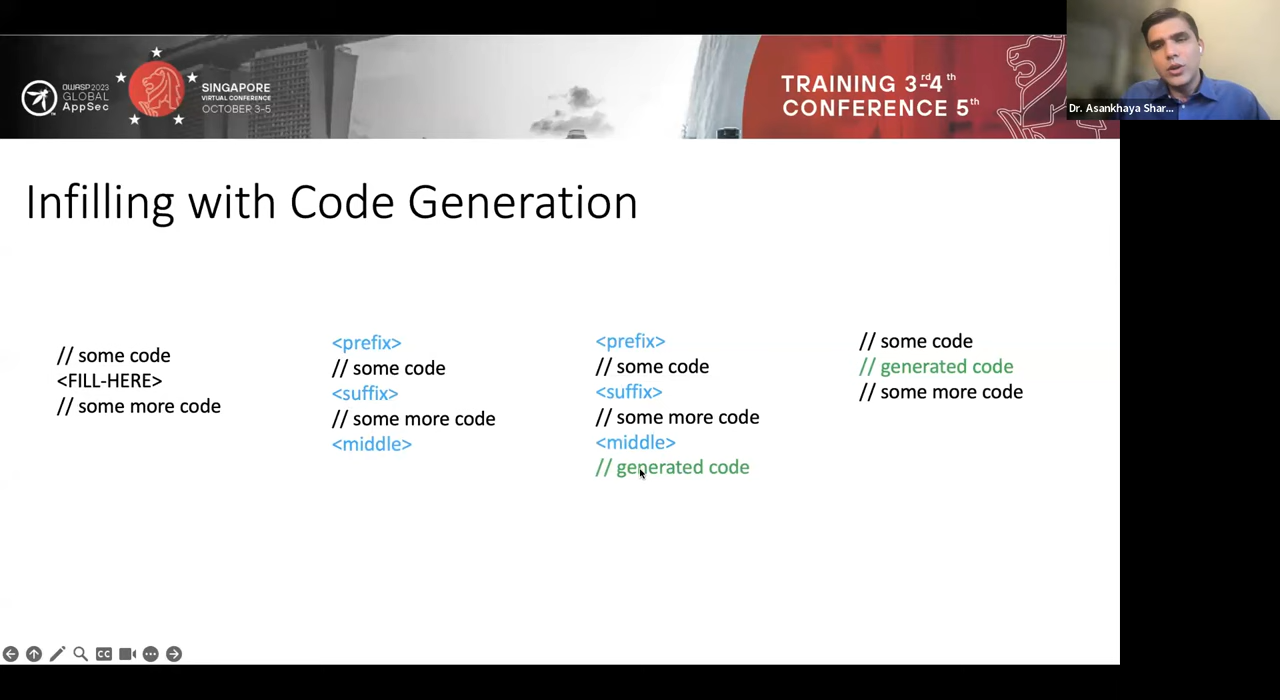 OWASP 2023
GLOBAL
AppSec
SINGAPORE
VIRTUAL CONFERENCE
OCTOBER 3-5
TRAINING 3rd-4th
CONFERENCE 5th
Dr. Asankhaya Shar...
Infilling with Code Generation
// some code
<FILL-HERE>
// some more code
<prefix>
// some code
<suffix>
// some more code
<middle>
<prefix>
// some code
<suffix>
// some more code
<middle>
// generated code
// some code
// generated code
// some more code
CC